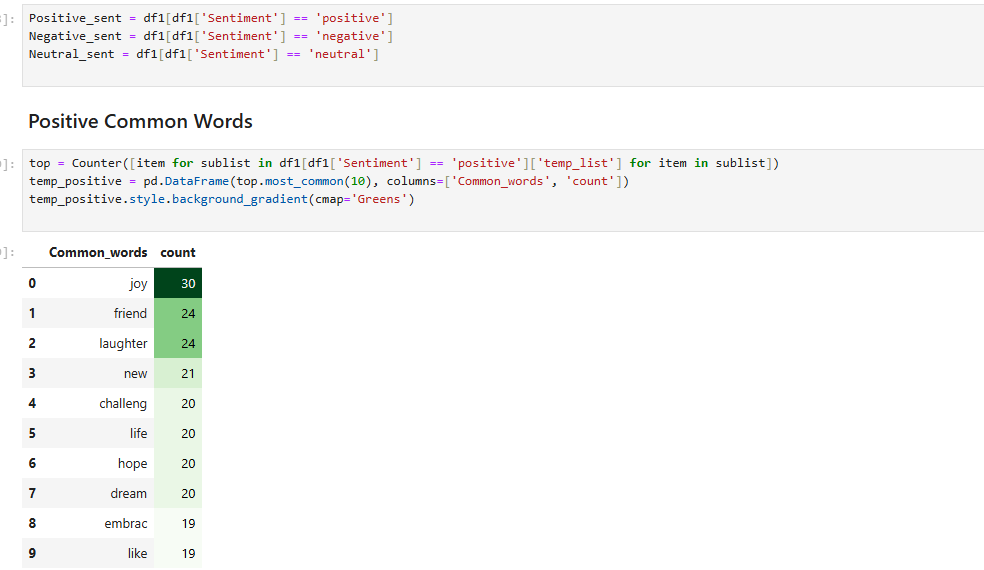 ]:
Positive_sent = df1[df1['Sentiment'] == 'positive']
Negative_sent = df1[df1['Sentiment'] == 'negative']
Neutral_sent = df1[df1['Sentiment'] == 'neutral']
Positive Common Words
]:
top = Counter([item for sublist in df1[df1['Sentiment'] == 'positive']['temp_list'] for item in sublist])
temp_positive = pd.DataFrame(top.most_common(10), columns=['Common_words', 'count'])
temp_positive.style.background_gradient(cmap='Greens')
]:
Common_words count
0 joy 30
1 friend 24
2 laughter 24
3 new 21
4 challeng 20
5 life 20
6 hope 20
7 dream 20
8 embrac 19
9 like 19